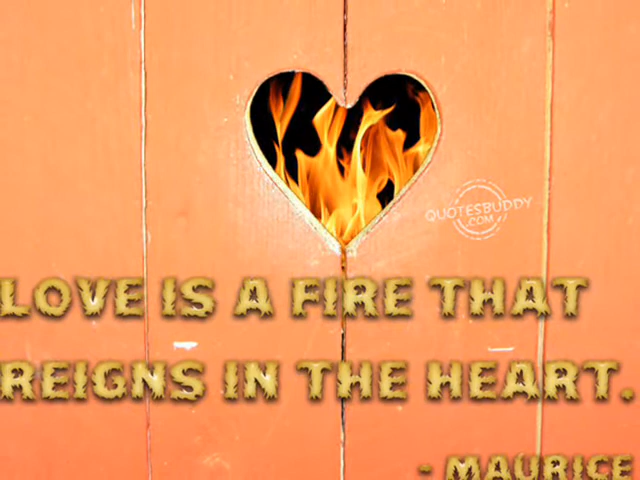 QUOTESBUDDY
.COM
LOVE IS A FIRE THAT
REIGNS IN THE HEART.
- MAURICE